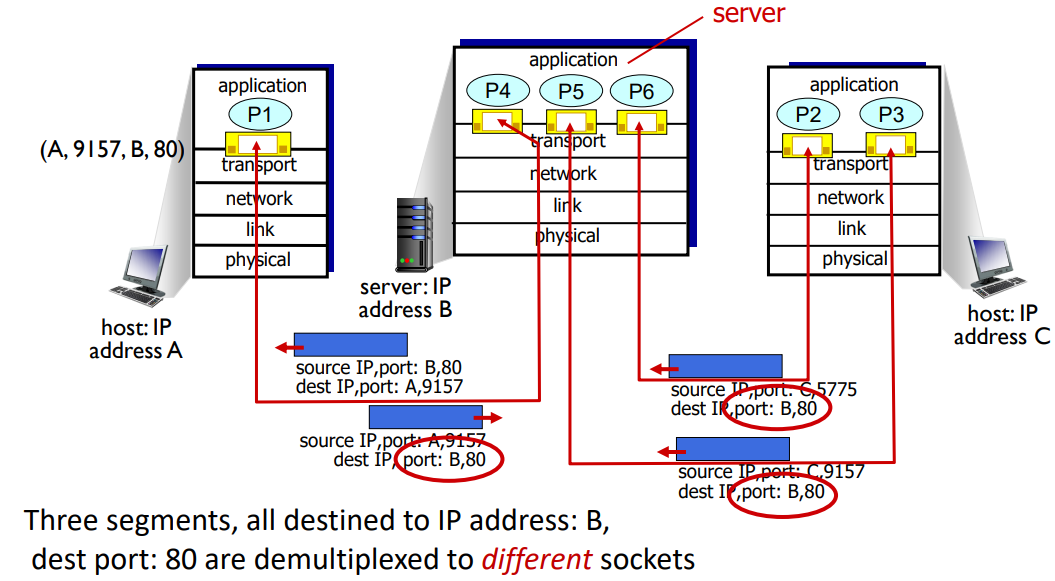 server
application
P1
(A, 9157, B, 80)
transport
network
link
physical
host: IP
address A
application
P4 P5 P6
transport
network
link
physical
server: IP
address B
application
P2 P3
transport
network
link
physical
host: IP
address C
source IP,port: B,80
dest IP,port: A,9157
source IP,port: A,9157
dest IP, port: B,80
source IP,port: C,5775
dest IP,port: B,80
source IP,port: C,9157
dest IP,port: B,80
Three segments, all destined to IP address: B,
dest port: 80 are demultiplexed to different sockets